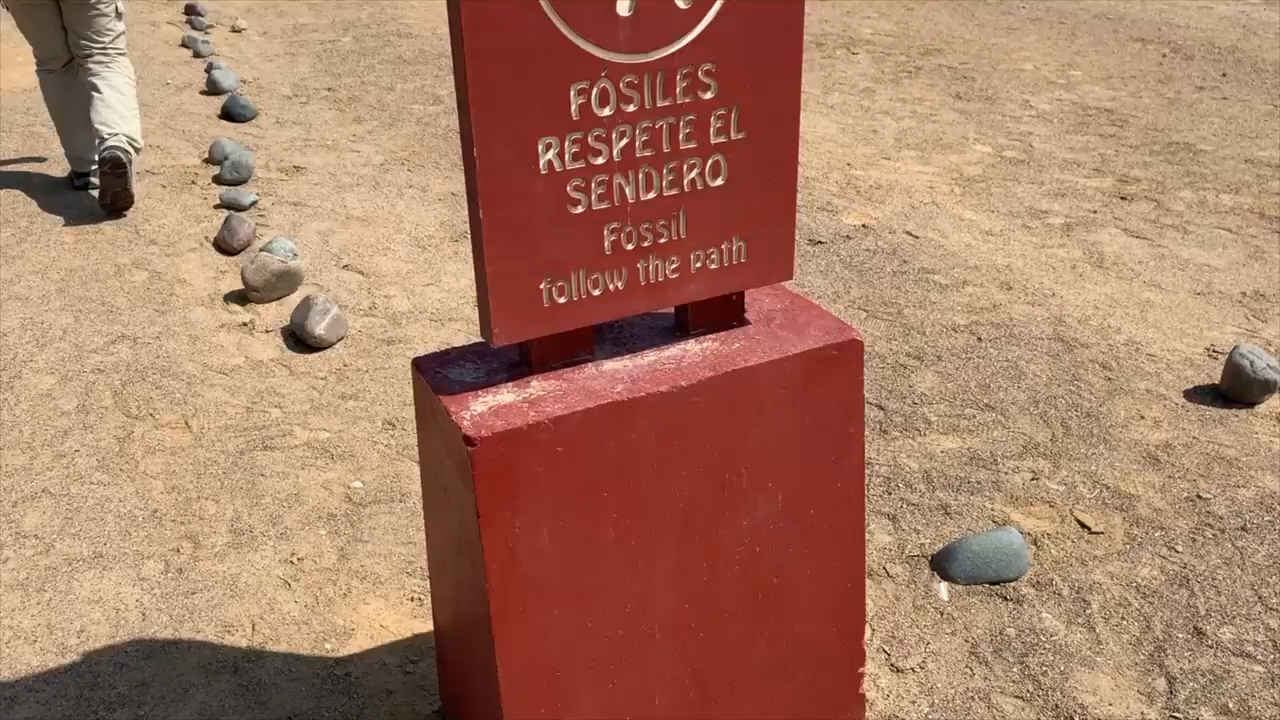 FÓSILES
RESPETE EL
SENDERO
Fóssil
follow the path